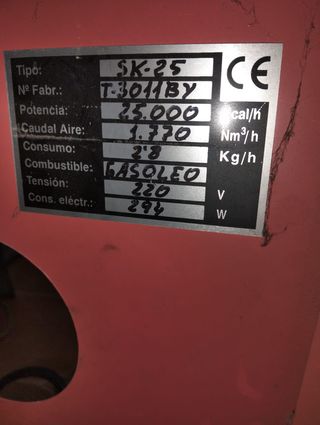 Tipo: SK-25 CE
Nº Fabr.: T-3011BY
Potencia: 25.000 Kcal/h
Caudal Aire: 1.770 Nm³/h
Consumo: 2'8 Kg/h
Combustible: GASOLEO
Tensión: 220 V
Cons. eléctr.: 294 W